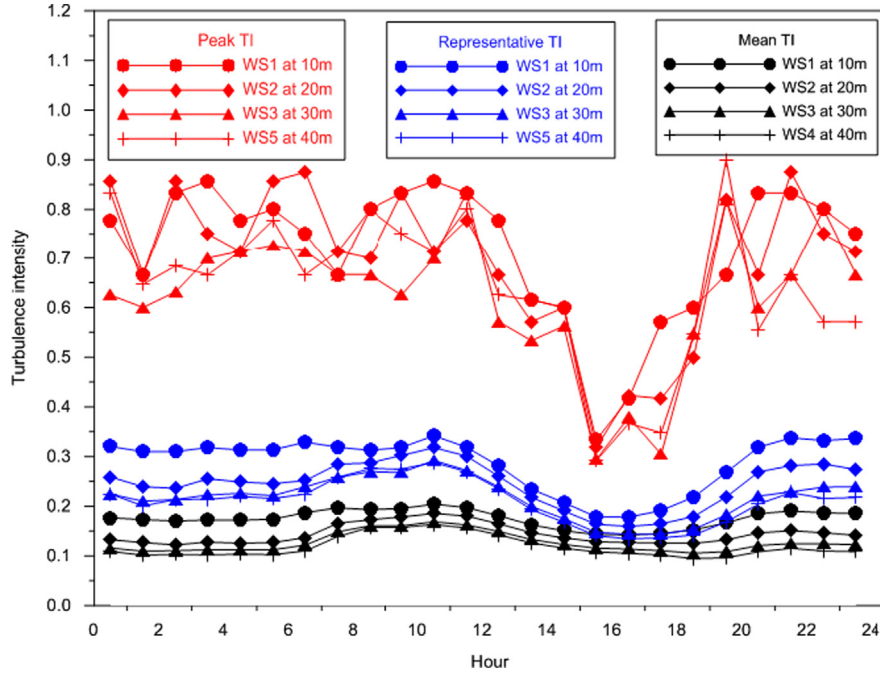 1.2
1.1
1.0
0.9
0.8
0.7
0.6
0.5
0.4
0.3
0.2
0.1
0.0
Turbulence intensity
Peak TI
WS1 at 10m
WS2 at 20m
WS3 at 30m
WS5 at 40m
Representative TI
WS1 at 10m
WS2 at 20m
WS3 at 30m
WS5 at 40m
Mean TI
WS1 at 10m
WS2 at 20m
WS3 at 30m
WS4 at 40m
0 2 4 6 8 10 12 14 16 18 20 22 24
Hour